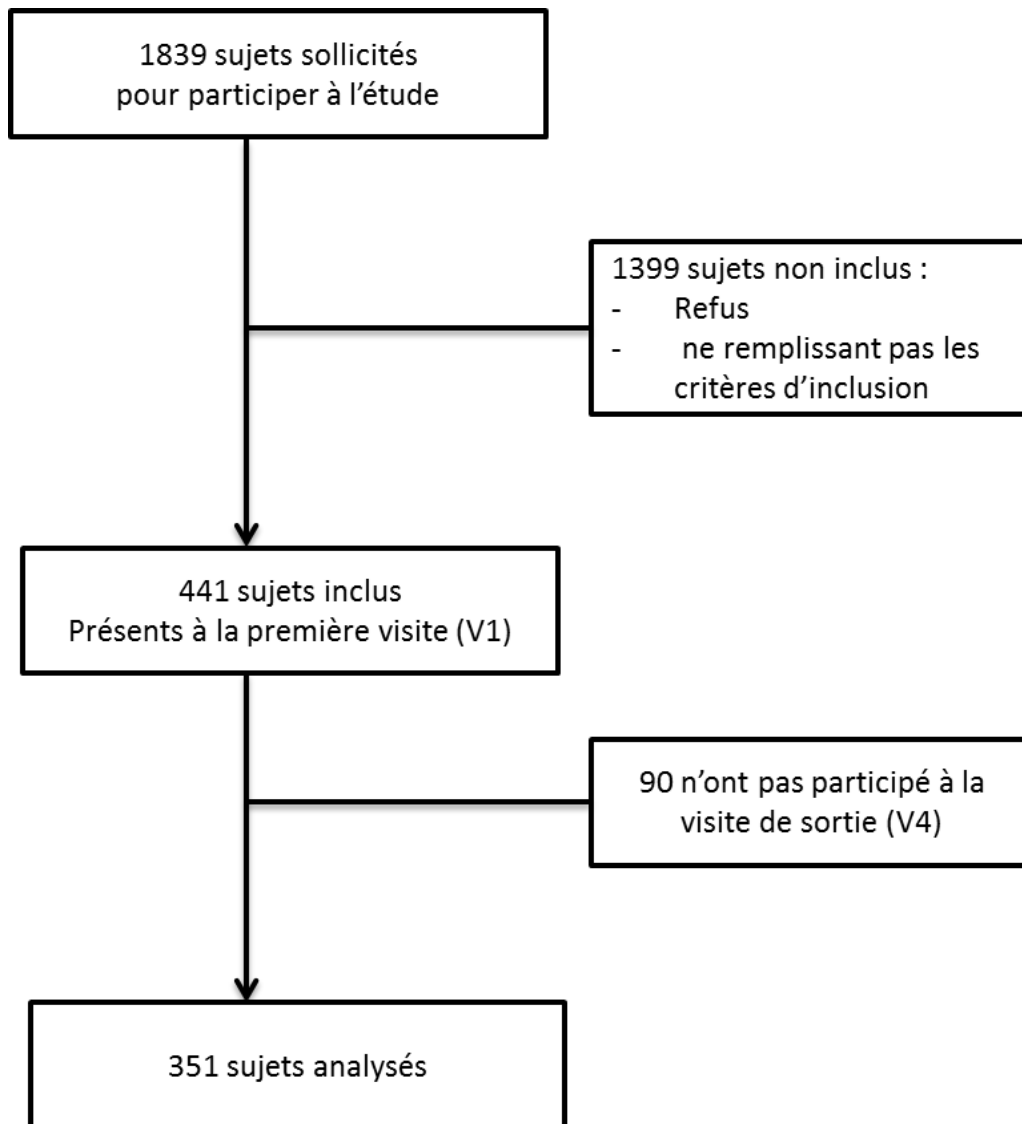 1839 sujets sollicités
pour participer à l’étude
1399 sujets non inclus :
- Refus
- ne remplissant pas les
critères d’inclusion
441 sujets inclus
Présents à la première visite (V1)
90 n’ont pas participé à la
visite de sortie (V4)
351 sujets analysés